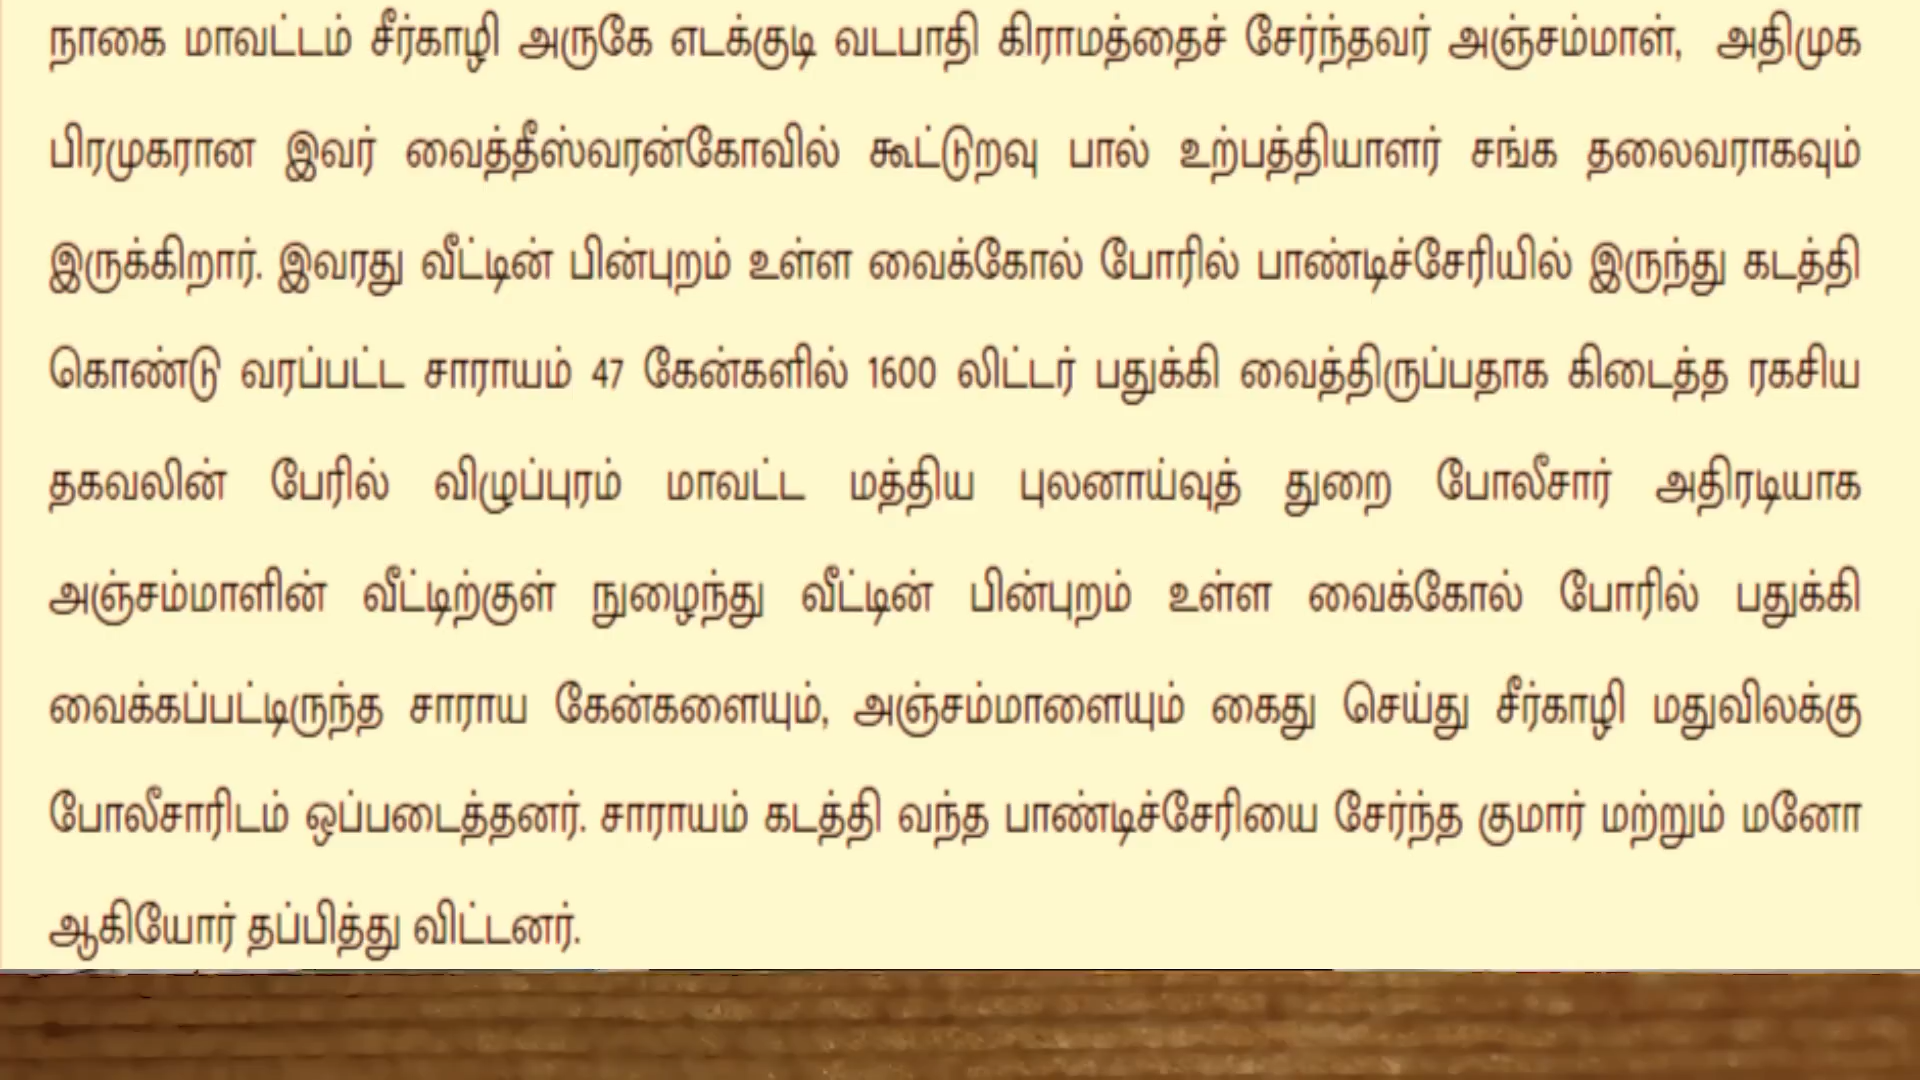 நாகை மாவட்டம் சீர்காழி அருகே எடக்குடி வடபாதி கிராமத்தைச் சேர்ந்தவர் அஞ்சம்மாள், அதிமுக
பிரமுகரான இவர் வைத்தீஸ்வரன்கோவில் கூட்டுறவு பால் உற்பத்தியாளர் சங்க தலைவராகவும்
இருக்கிறார். இவரது வீட்டின் பின்புறம் உள்ள வைக்கோல் போரில் பாண்டிச்சேரியில் இருந்து கடத்தி
கொண்டு வரப்பட்ட சாராயம் 47 கேன்களில் 1600 லிட்டர் பதுக்கி வைத்திருப்பதாக கிடைத்த ரகசிய
தகவலின் பேரில் விழுப்புரம் மாவட்ட மத்திய புலனாய்வுத் துறை போலீசார் அதிரடியாக
அஞ்சம்மாளின் வீட்டிற்குள் நுழைந்து வீட்டின் பின்புறம் உள்ள வைக்கோல் போரில் பதுக்கி
வைக்கப்பட்டிருந்த சாராய கேன்களையும், அஞ்சம்மாளையும் கைது செய்து சீர்காழி மதுவிலக்கு
போலீசாரிடம் ஒப்படைத்தனர். சாராயம் கடத்தி வந்த பாண்டிச்சேரியை சேர்ந்த குமார் மற்றும் மனோ
ஆகியோர் தப்பித்து விட்டனர்.